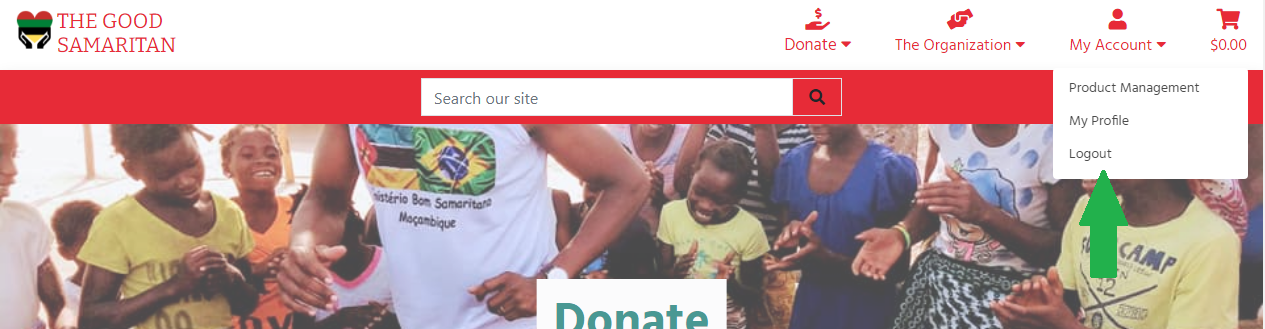 THE GOOD
SAMARITAN
Donate
The Organization
My Account
$0.00
Search our site
Product Management
My Profile
Logout
nistério Bom Samaritano
Moçambique
CAMP
Donate